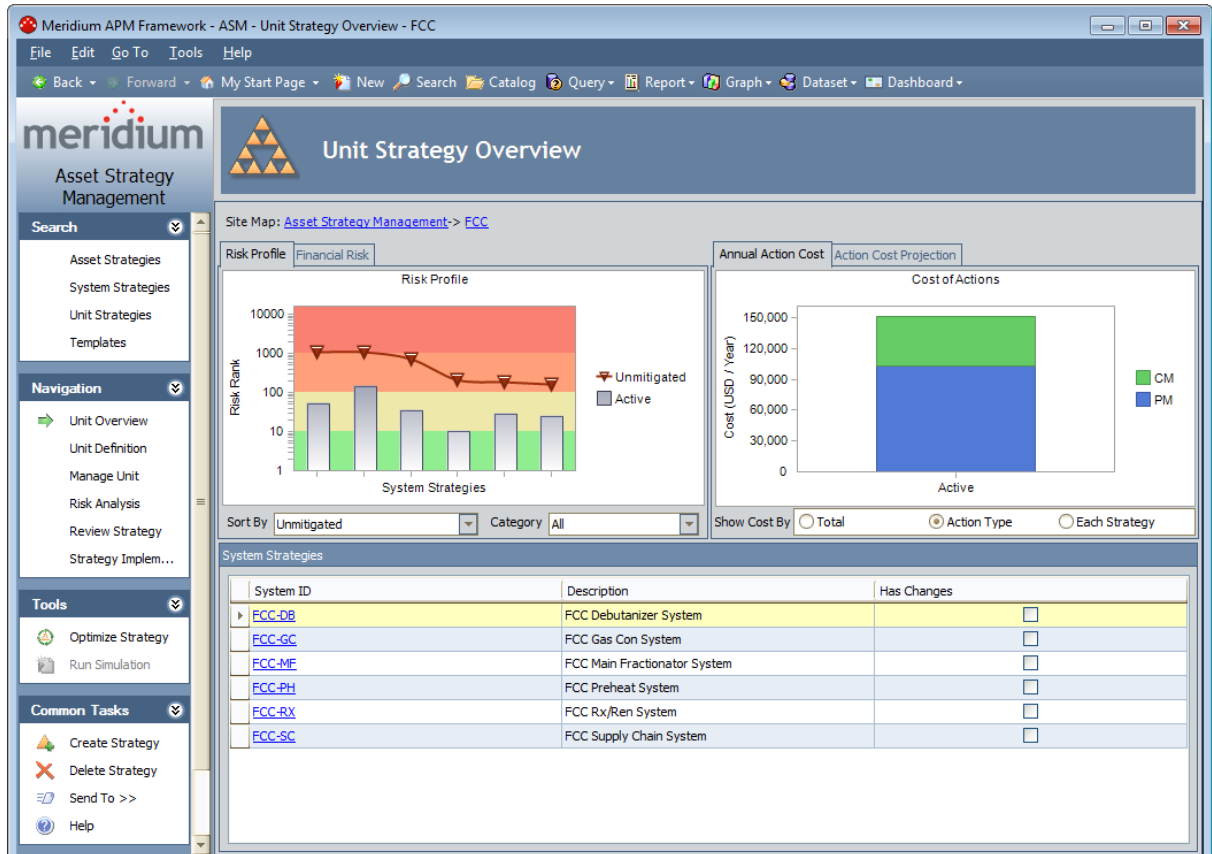 Meridium APM Framework - ASM - Unit Strategy Overview - FCC
File Edit Go To Tools Help
Back Forward My Start Page New Search Catalog Query Report Graph Dataset Dashboard
meridium
Asset Strategy
Management
Search
Asset Strategies
System Strategies
Unit Strategies
Templates
Navigation
Unit Overview
Unit Definition
Manage Unit
Risk Analysis
Review Strategy
Strategy Implem...
Tools
Optimize Strategy
Run Simulation
Common Tasks
Create Strategy
Delete Strategy
Send To >>
Help
Unit Strategy Overview
Site Map: Asset Strategy Management-> FCC
Risk Profile Financial Risk
Risk Profile
Risk Rank
10000
1000
100
10
1
System Strategies
Unmitigated
Active
Sort By Unmitigated Category All
Annual Action Cost Action Cost Projection
Cost of Actions
Cost (USD / Year)
150,000
120,000
90,000
60,000
30,000
0
Active
CM
PM
Show Cost By Total Action Type Each Strategy
System Strategies
System ID Description Has Changes
FCC-DB FCC Debutanizer System
FCC-GC FCC Gas Con System
FCC-MF FCC Main Fractionator System
FCC-PH FCC Preheat System
FCC-RX FCC Rx/Ren System
FCC-SC FCC Supply Chain System